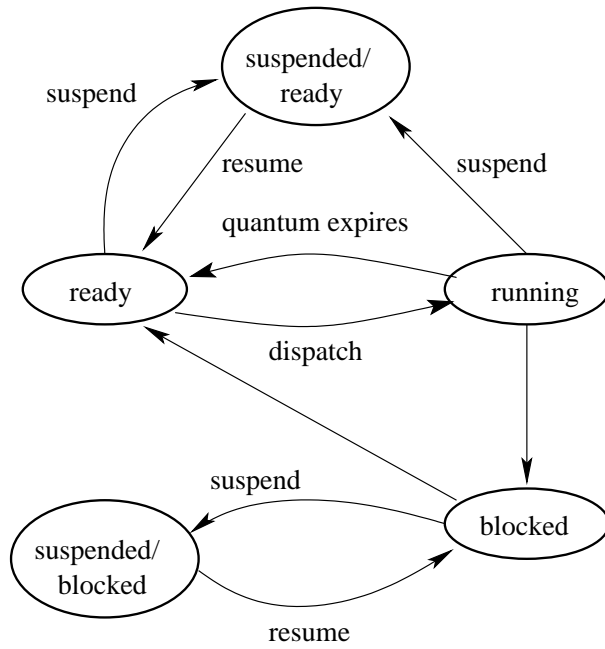 suspended/
ready
suspend
resume
suspend
quantum expires
ready
running
dispatch
suspend
blocked
suspended/
blocked
resume